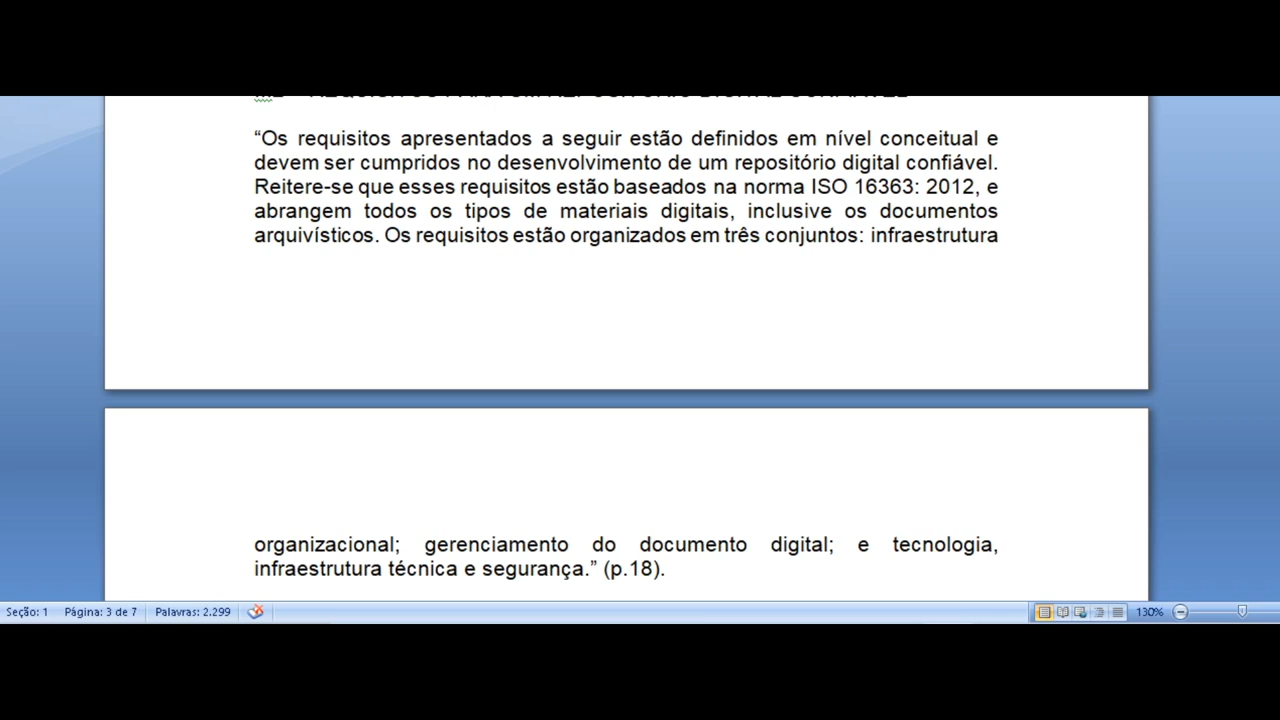 “Os requisitos apresentados a seguir estão definidos em nível conceitual e
devem ser cumpridos no desenvolvimento de um repositório digital confiável.
Reitere-se que esses requisitos estão baseados na norma ISO 16363: 2012, e
abrangem todos os tipos de materiais digitais, inclusive os documentos
arquivísticos. Os requisitos estão organizados em três conjuntos: infraestrutura
organizacional; gerenciamento do documento digital; e tecnologia,
infraestrutura técnica e segurança.” (p.18).
Seção: 1 Página: 3 de 7 Palavras: 2.299 130%